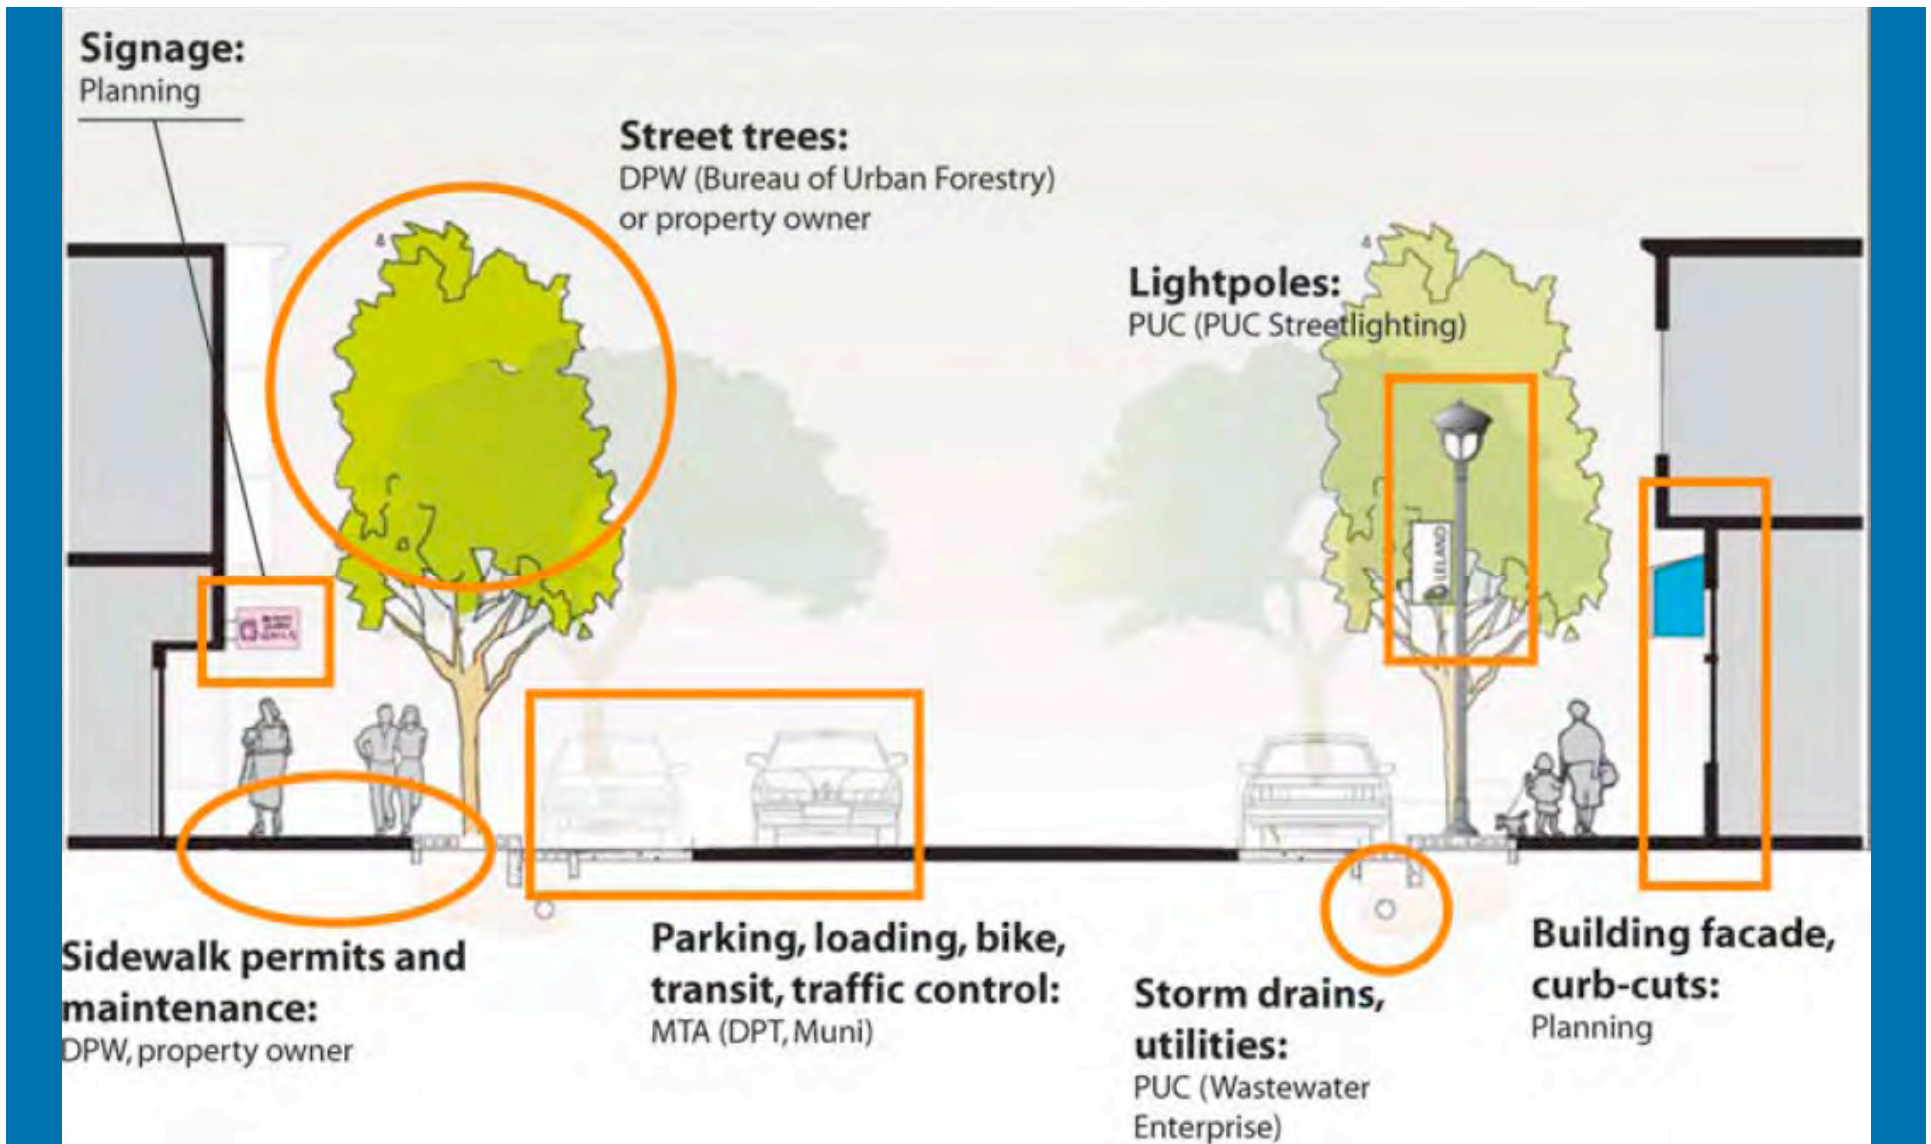 Signage:
Planning
Street trees:
DPW (Bureau of Urban Forestry)
or property owner
Lightpoles:
PUC (PUC Streetlighting)
LELAND
Sidewalk permits and
maintenance:
DPW, property owner
Parking, loading, bike,
transit, traffic control:
MTA (DPT, Muni)
Storm drains,
utilities:
PUC (Wastewater
Enterprise)
Building facade,
curb-cuts:
Planning